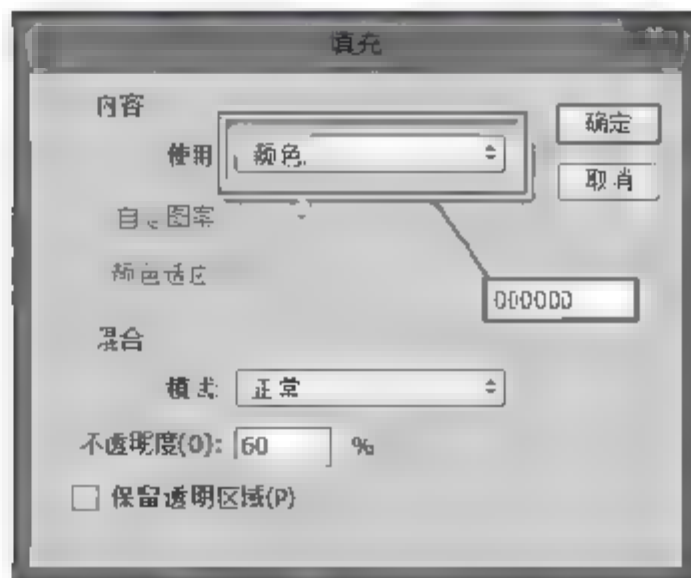 填充
内容
确定
使用
颜色
取消
自定图案
颜色适应
000000
混合
模式:
正常
不透明度(O):
60
%
保留透明区域(P)